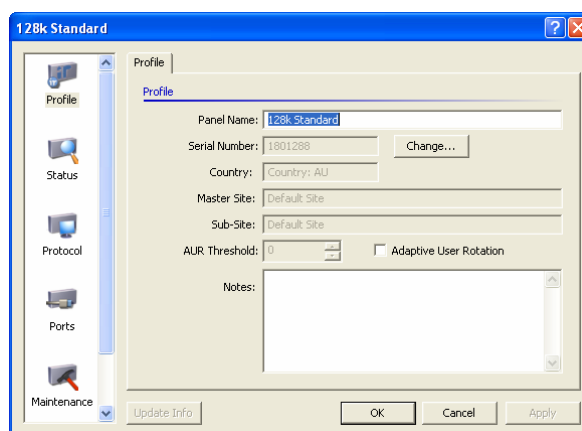 128k Standard
Profile
Status
Protocol
Ports
Maintenance
Profile
Profile
Panel Name: 128k Standard
Serial Number: 1801288 Change...
Country: Country: AU
Master Site: Default Site
Sub-Site: Default Site
AUR Threshold: 0 Adaptive User Rotation
Notes:
Update Info OK Cancel Apply